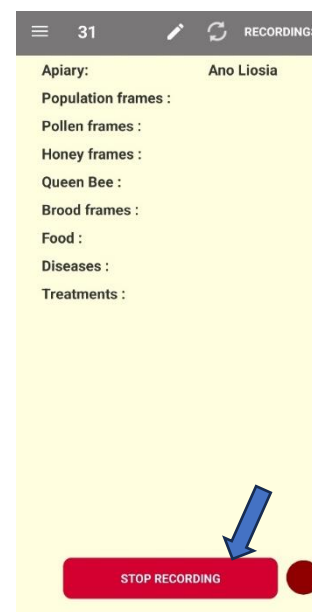 31 RECORDINGS
Apiary: Ano Liosia
Population frames :
Pollen frames :
Honey frames :
Queen Bee :
Brood frames :
Food :
Diseases :
Treatments :
STOP RECORDING